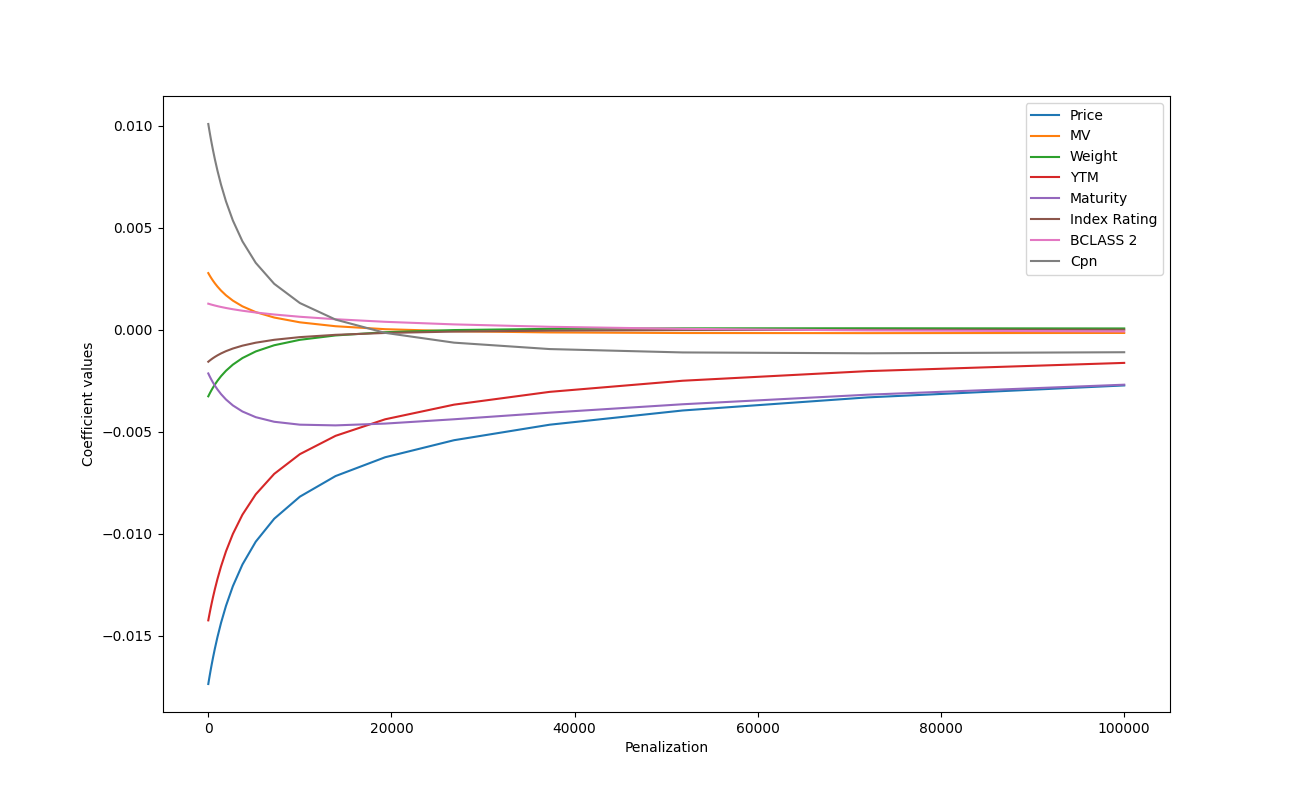 Price
MV
Weight
YTM
Maturity
Index Rating
BCLASS 2
Cpn
0.010
0.005
0.000
−0.005
−0.010
−0.015
Coefficient values
0 20000 40000 60000 80000 100000
Penalization